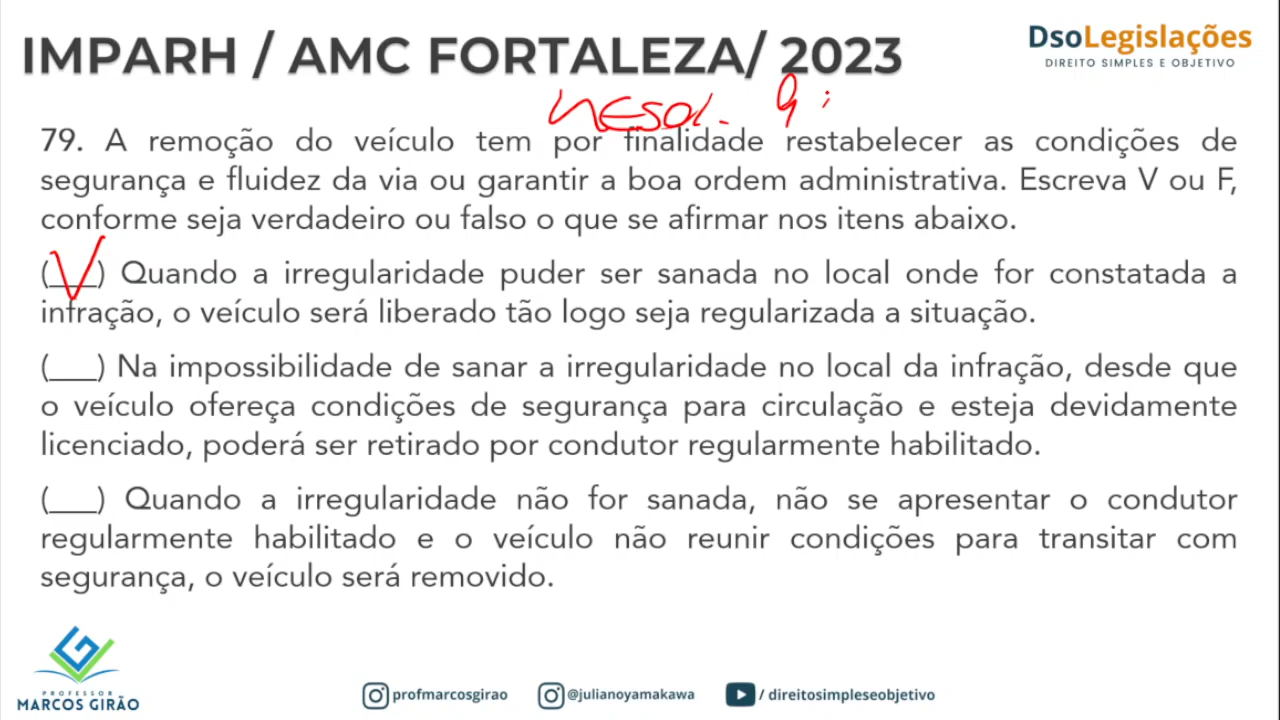 IMPARH / AMC FORTALEZA/ 2023
DsoLegislações
DIREITO SIMPLES E OBJETIVO
RESOL. 9
79. A remoção do veículo tem por finalidade restabelecer as condições de
segurança e fluidez da via ou garantir a boa ordem administrativa. Escreva V ou F,
conforme seja verdadeiro ou falso o que se afirmar nos itens abaixo.
(_V_) Quando a irregularidade puder ser sanada no local onde for constatada a
infração, o veículo será liberado tão logo seja regularizada a situação.
(___) Na impossibilidade de sanar a irregularidade no local da infração, desde que
o veículo ofereça condições de segurança para circulação e esteja devidamente
licenciado, poderá ser retirado por condutor regularmente habilitado.
(___) Quando a irregularidade não for sanada, não se apresentar o condutor
regularmente habilitado e o veículo não reunir condições para transitar com
segurança, o veículo será removido.
PROFESSOR
MARCOS GIRÃO
profmarcosgirao
@julianoyamakawa
/ direitosimpleseobjetivo